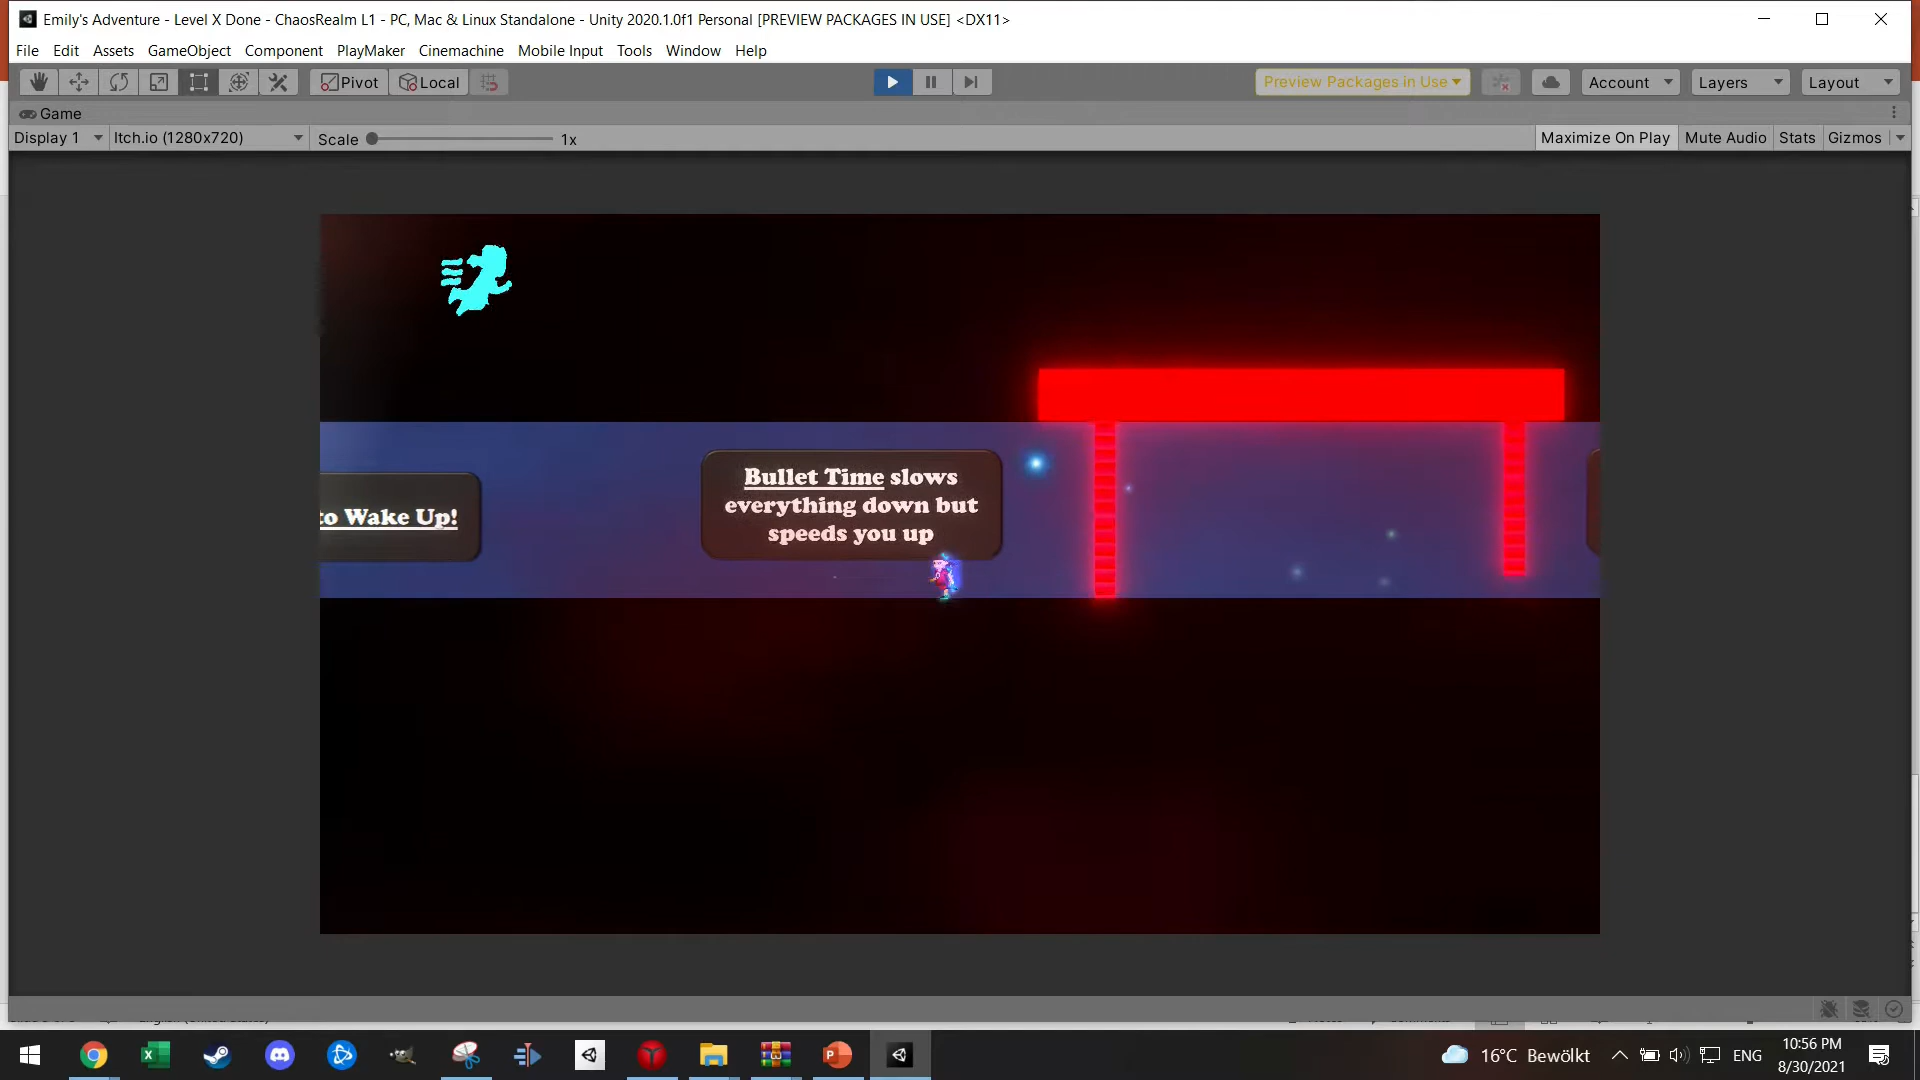 Emily's Adventure - Level X Done - ChaosRealm L1 - PC, Mac & Linux Standalone - Unity 2020.1.0f1 Personal [PREVIEW PACKAGES IN USE] <DX11>
File Edit Assets GameObject Component PlayMaker Cinemachine Mobile Input Tools Window Help
Pivot Local Preview Packages in Use Account Layers Layout
Game
Display 1 Itch.io (1280x720) Scale 1x Maximize On Play Mute Audio Stats Gizmos
to Wake Up!
Bullet Time slows
everything down but
speeds you up
16°C Bewölkt ENG 10:56 PM
8/30/2021